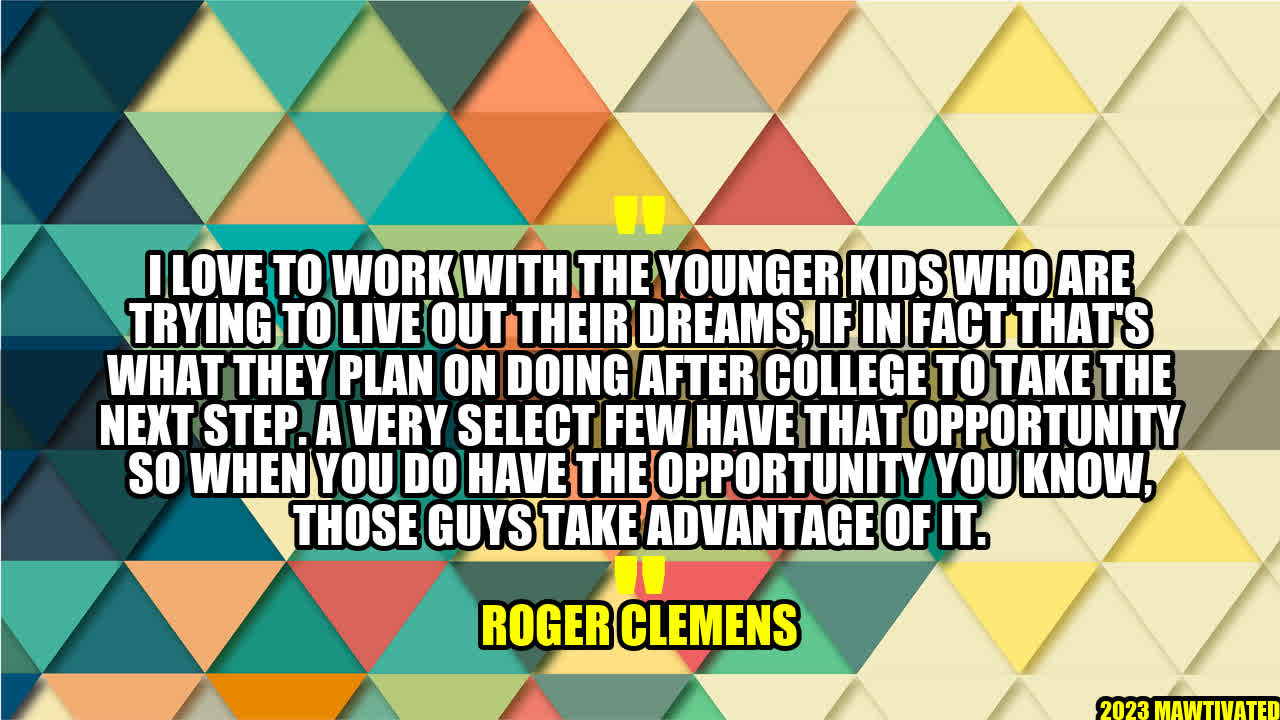 "
I LOVE TO WORK WITH THE YOUNGER KIDS WHO ARE
TRYING TO LIVE OUT THEIR DREAMS, IF IN FACT THAT'S
WHAT THEY PLAN ON DOING AFTER COLLEGE TO TAKE THE
NEXT STEP. A VERY SELECT FEW HAVE THAT OPPORTUNITY
SO WHEN YOU DO HAVE THE OPPORTUNITY YOU KNOW,
THOSE GUYS TAKE ADVANTAGE OF IT.
"
ROGER CLEMENS
2023 MAWTIVATED